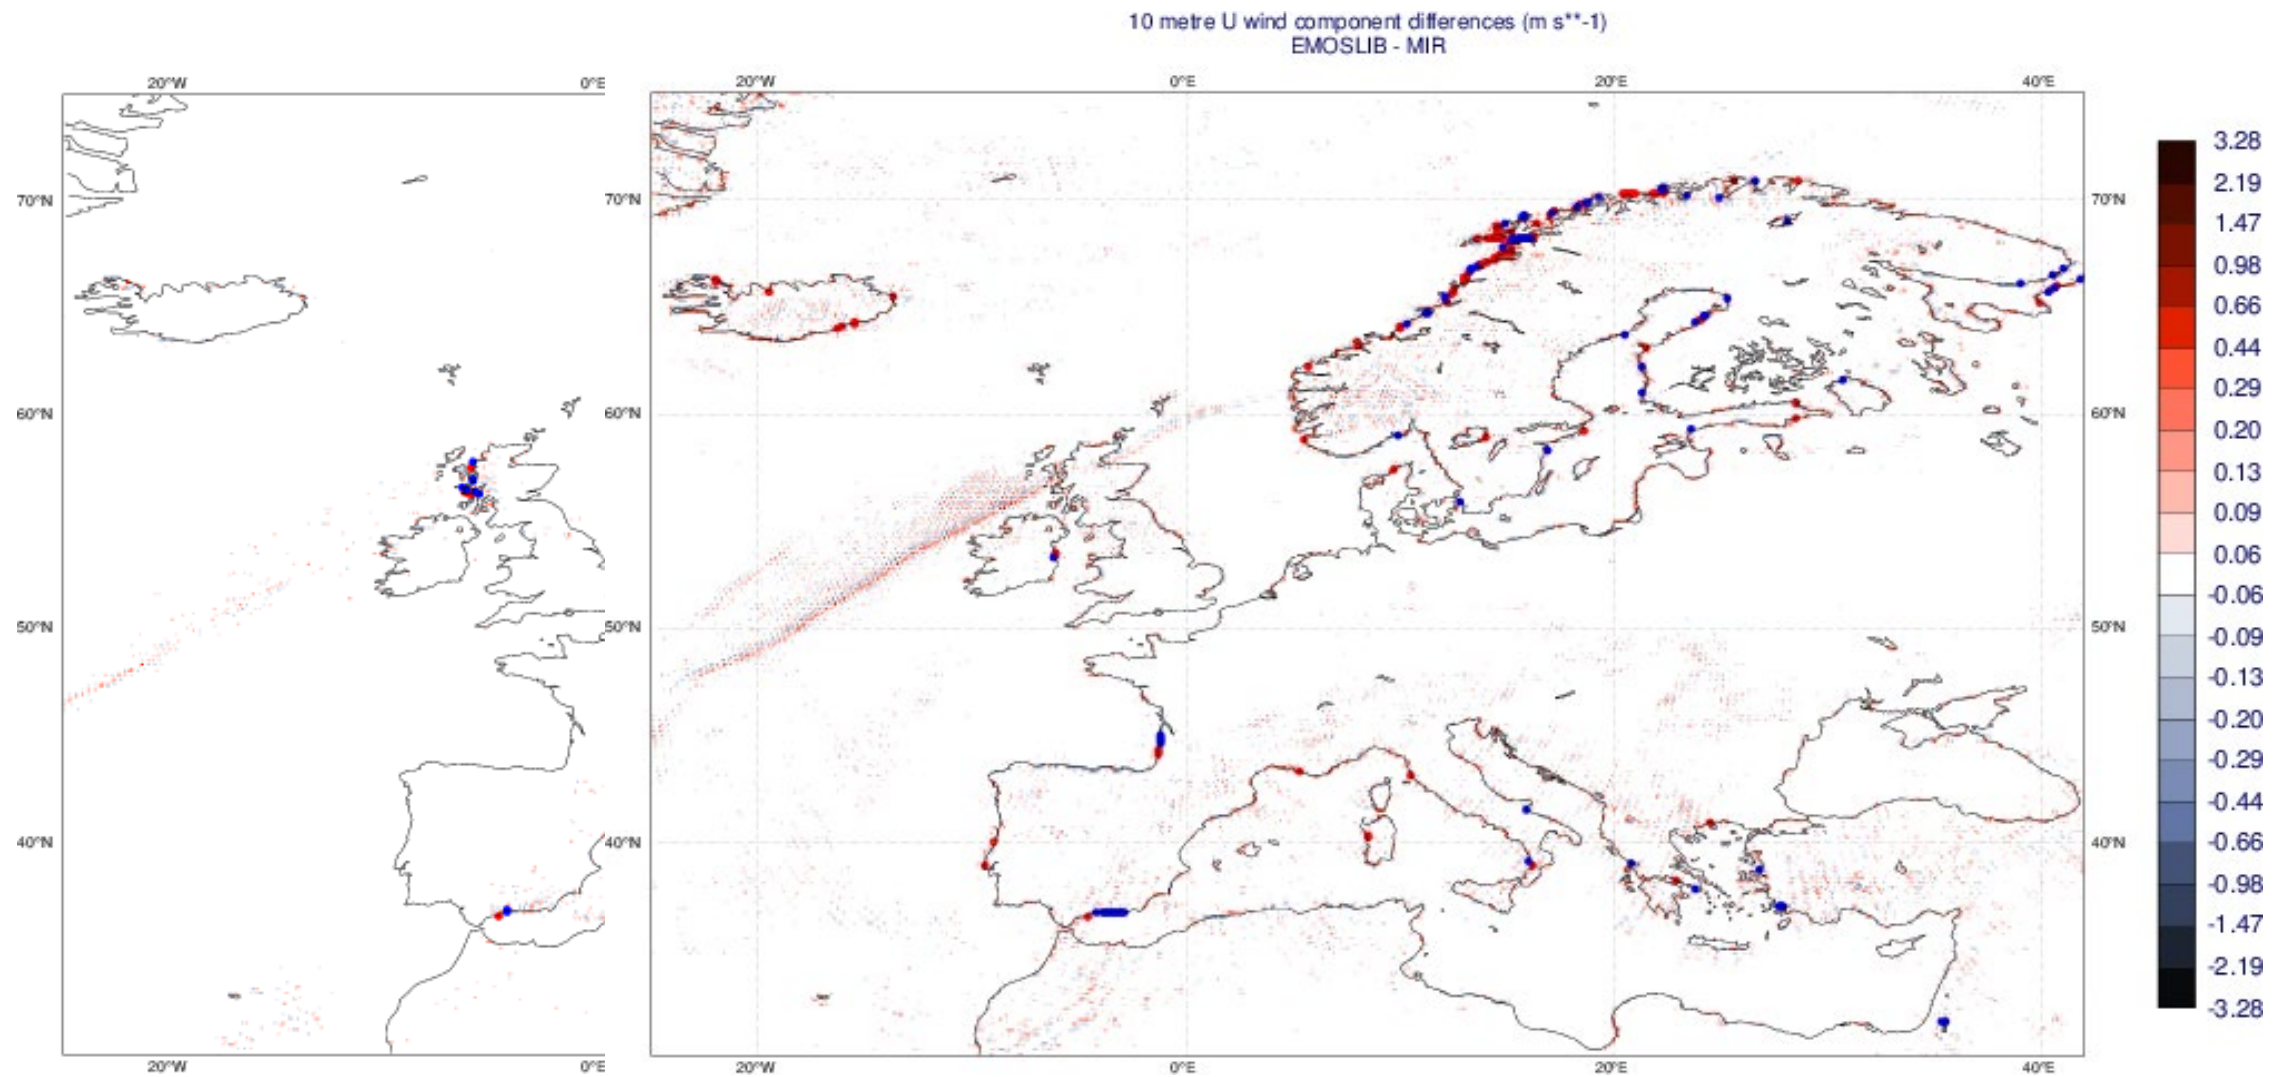 10 metre U wind component differences (m s**-1)
EMOSLIB - MIR
20°W 0°E 20°W 0°E 20°E 40°E
70°N 70°N 70°N
60°N 60°N 60°N
50°N 50°N 50°N
40°N 40°N 40°N
20°W 0°E 20°W 0°E 20°E 40°E
3.28
2.19
1.47
0.98
0.66
0.44
0.29
0.20
0.13
0.09
0.06
-0.06
-0.09
-0.13
-0.20
-0.29
-0.44
-0.66
-0.98
-1.47
-2.19
-3.28